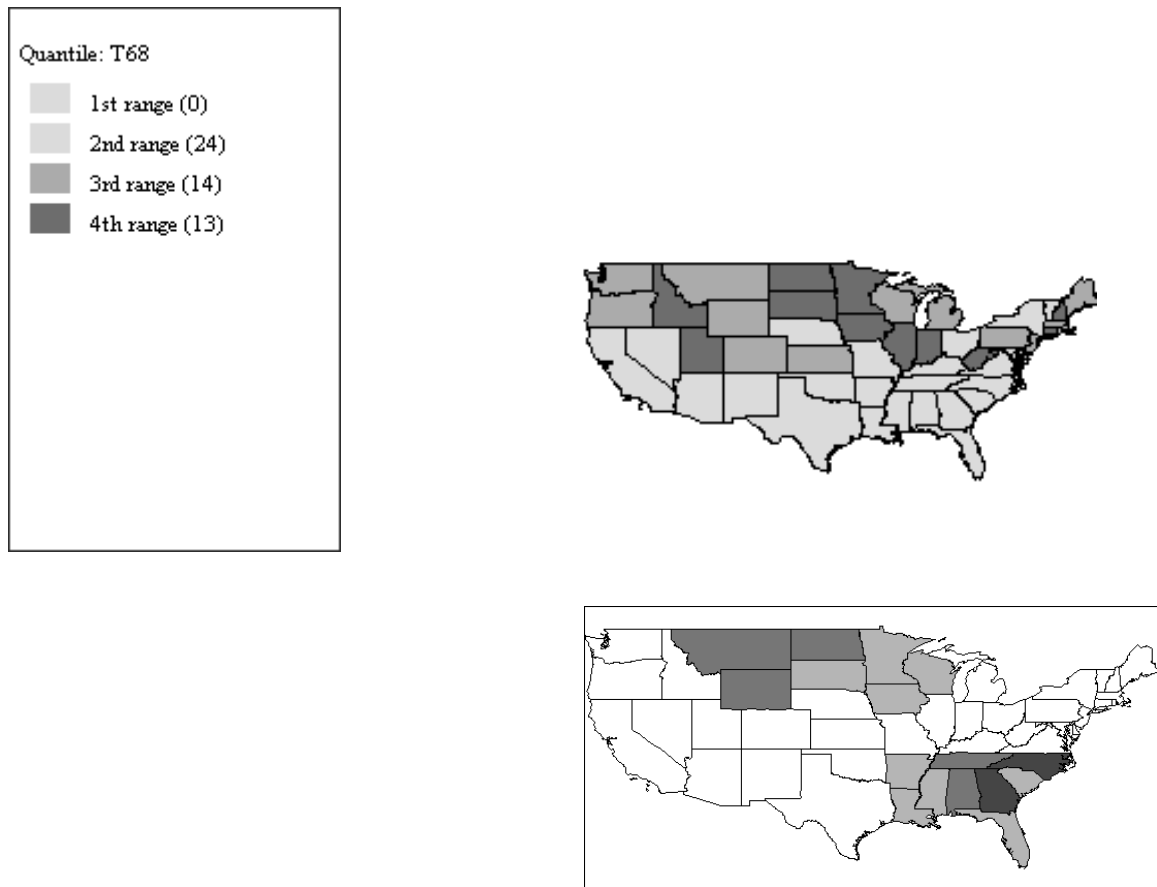 Quantile: T68
1st range (0)
2nd range (24)
3rd range (14)
4th range (13)